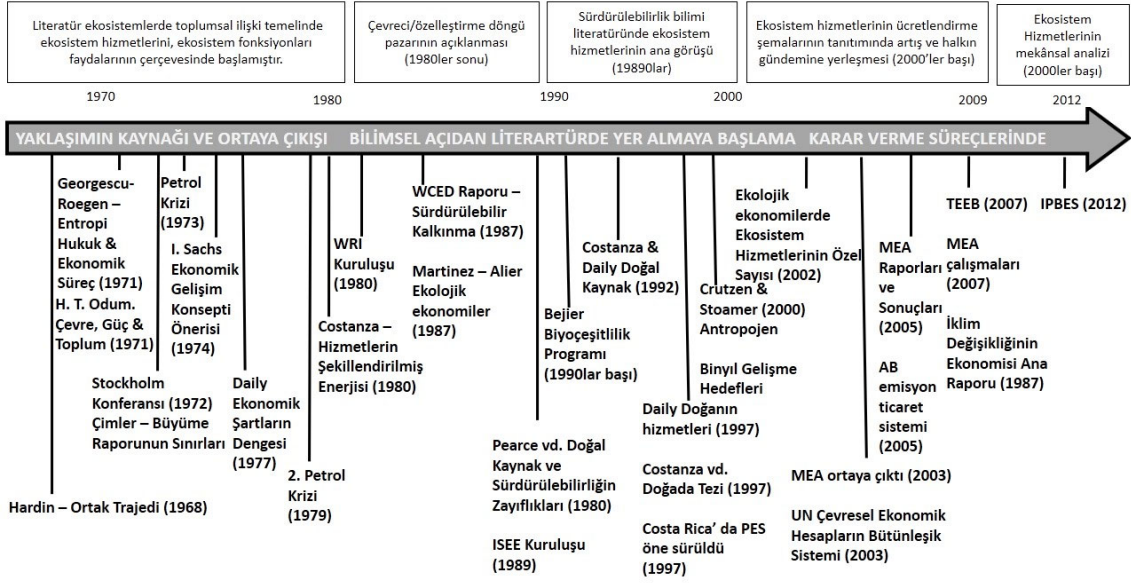 Literatür ekosistemlerde toplumsal ilişki temelinde
ekosistem hizmetlerini, ekosistem fonksiyonları
faydalarının çerçevesinde başlamıştır.
Çevreci/özelleştirme döngü
pazarının açıklanması
(1980ler sonu)
Sürdürülebilirlik bilimi
literatüründe ekosistem
hizmetlerinin ana görüşü
(19890lar)
Ekosistem hizmetlerinin ücretlendirme
şemalarının tanıtımında artış ve halkın
gündemine yerleşmesi (2000'ler başı)
Ekosistem
Hizmetlerinin
mekânsal analizi
(2000ler başı)
1970
1980
1990
2000
2009
2012
YAKLAŞIMIN KAYNAĞI VE ORTAYA ÇIKIŞI
BİLİMSEL AÇIDAN LİTERARTÜRDE YER ALMAYA BAŞLAMA
KARAR VERME SÜREÇLERİNDE
Georgescu-
Roegen –
Entropi
Hukuk &
Ekonomik
Süreç (1971)
H. T. Odum.
Çevre, Güç &
Toplum (1971)
Petrol
Krizi
(1973)
I. Sachs
Ekonomik
Gelişim
Konsepti
Önerisi
(1974)
Stockholm
Konferansı (1972)
Çimler – Büyüme
Raporunun Sınırları
Daily
Ekonomik
Şartların
Dengesi
(1977)
Hardin – Ortak Trajedi (1968)
2. Petrol
Krizi
(1979)
WRI
Kuruluşu
(1980)
Costanza –
Hizmetlerin
Şekillendirilmiş
Enerjisi (1980)
WCED Raporu –
Sürdürülebilir
Kalkınma (1987)
Martinez – Alier
Ekolojik
ekonomiler
(1987)
Pearce vd. Doğal
Kaynak ve
Sürdürülebilirliğin
Zayıflıkları (1980)
ISEE Kuruluşu
(1989)
Bejier
Biyoçeşitlilik
Programı
(1990lar başı)
Costanza &
Daily Doğal
Kaynak (1992)
Crutzen &
Stoamer (2000)
Antropojen
Binyıl Gelişme
Hedefleri
Daily Doğanın
hizmetleri (1997)
Costanza vd.
Doğada Tezi (1997)
Costa Rica' da PES
öne sürüldü
(1997)
Ekolojik
ekonomilerde
Ekosistem
Hizmetlerinin Özel
Sayısı (2002)
MEA ortaya çıktı (2003)
UN Çevresel Ekonomik
Hesapların Bütünleşik
Sistemi (2003)
MEA
Raporları
ve
Sonuçları
(2005)
AB
emisyon
ticaret
sistemi
(2005)
TEEB (2007)
MEA
çalışmaları
(2007)
İklim
Değişikliğinin
Ekonomisi Ana
Raporu (1987)
IPBES (2012)